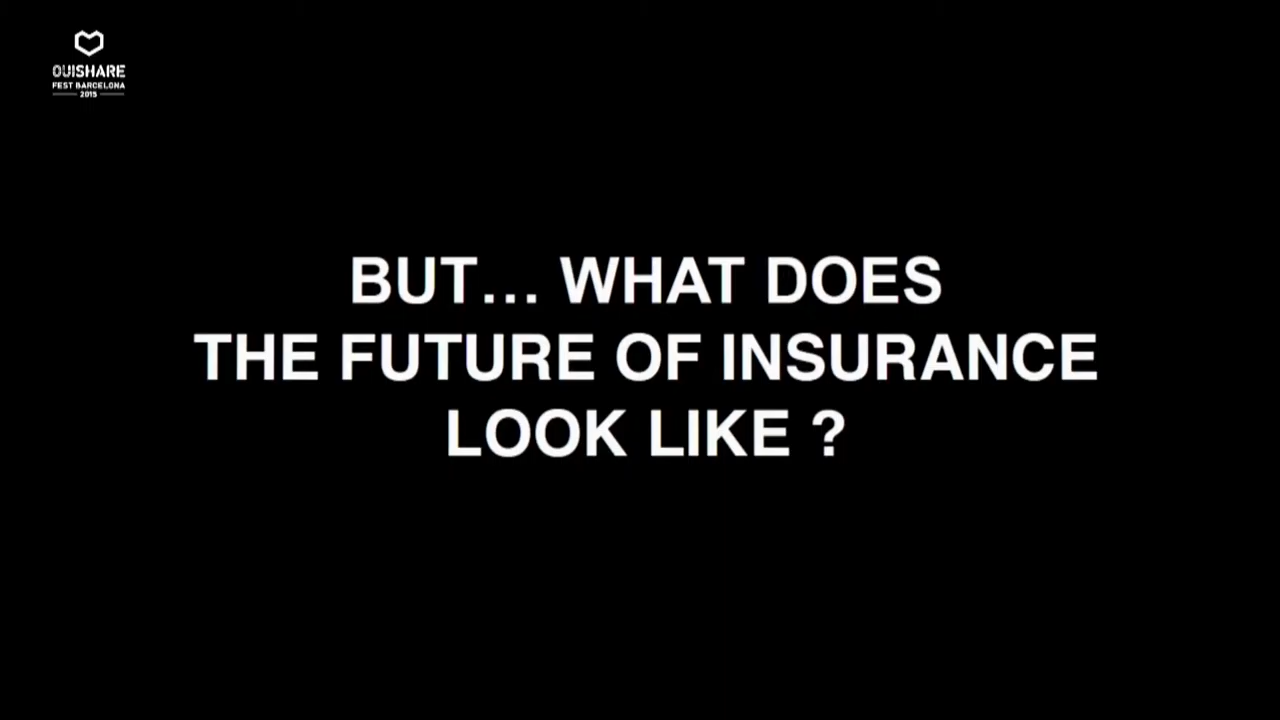 OUISHARE
FEST BARCELONA
2015
BUT... WHAT DOES
THE FUTURE OF INSURANCE
LOOK LIKE ?